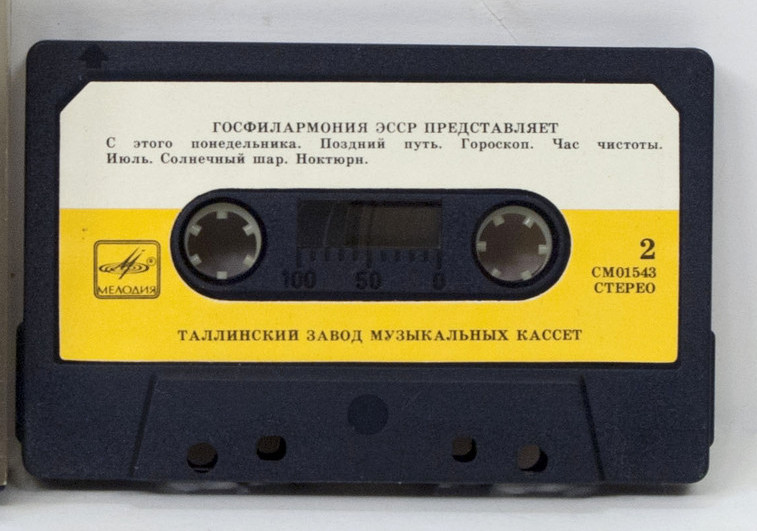 ГОСФИЛАРМОНИЯ ЭССР ПРЕДСТАВЛЯЕТ
С этого понедельника. Поздний путь. Гороскоп. Час чистоты.
Июль. Солнечный шар. Ноктюрн.
МЕЛОДИЯ
®
100 50 0
2
СМ01543
СТЕРЕО
ТАЛЛИНСКИЙ ЗАВОД МУЗЫКАЛЬНЫХ КАССЕТ